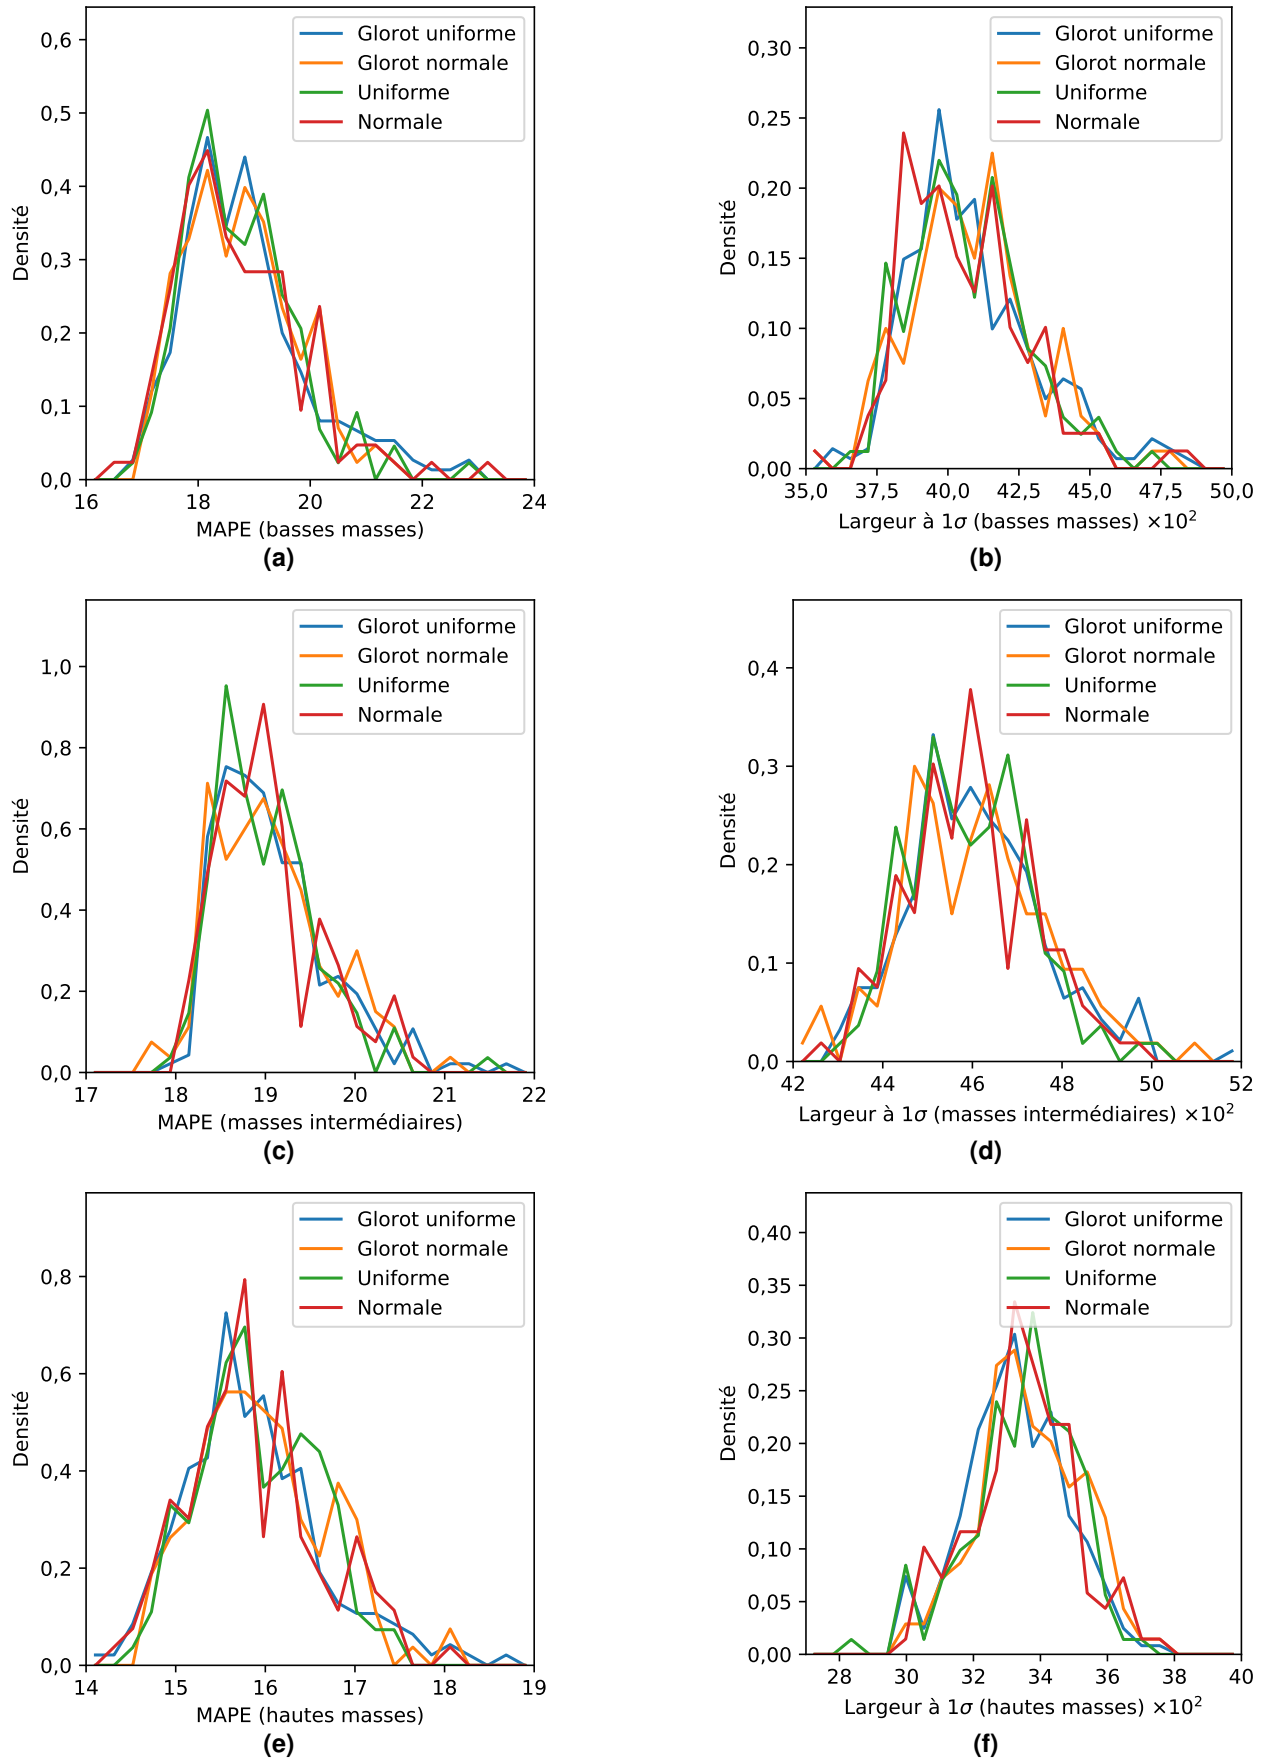 0,6
0,5
0,4
0,3
0,2
0,1
0,0
Densité
Glorot uniforme
Glorot normale
Uniforme
Normale
16 18 20 22 24
MAPE (basses masses)
(a)
0,30
0,25
0,20
0,15
0,10
0,05
0,00
Densité
Glorot uniforme
Glorot normale
Uniforme
Normale
35,0 37,5 40,0 42,5 45,0 47,5 50,0
Largeur à 1σ (basses masses) ×10²
(b)
1,0
0,8
0,6
0,4
0,2
0,0
Densité
Glorot uniforme
Glorot normale
Uniforme
Normale
17 18 19 20 21 22
MAPE (masses intermédiaires)
(c)
0,4
0,3
0,2
0,1
0,0
Densité
Glorot uniforme
Glorot normale
Uniforme
Normale
42 44 46 48 50 52
Largeur à 1σ (masses intermédiaires) ×10²
(d)
0,8
0,6
0,4
0,2
0,0
Densité
Glorot uniforme
Glorot normale
Uniforme
Normale
14 15 16 17 18 19
MAPE (hautes masses)
(e)
0,40
0,35
0,30
0,25
0,20
0,15
0,10
0,05
0,00
Densité
Glorot uniforme
Glorot normale
Uniforme
Normale
28 30 32 34 36 38 40
Largeur à 1σ (hautes masses) ×10²
(f)